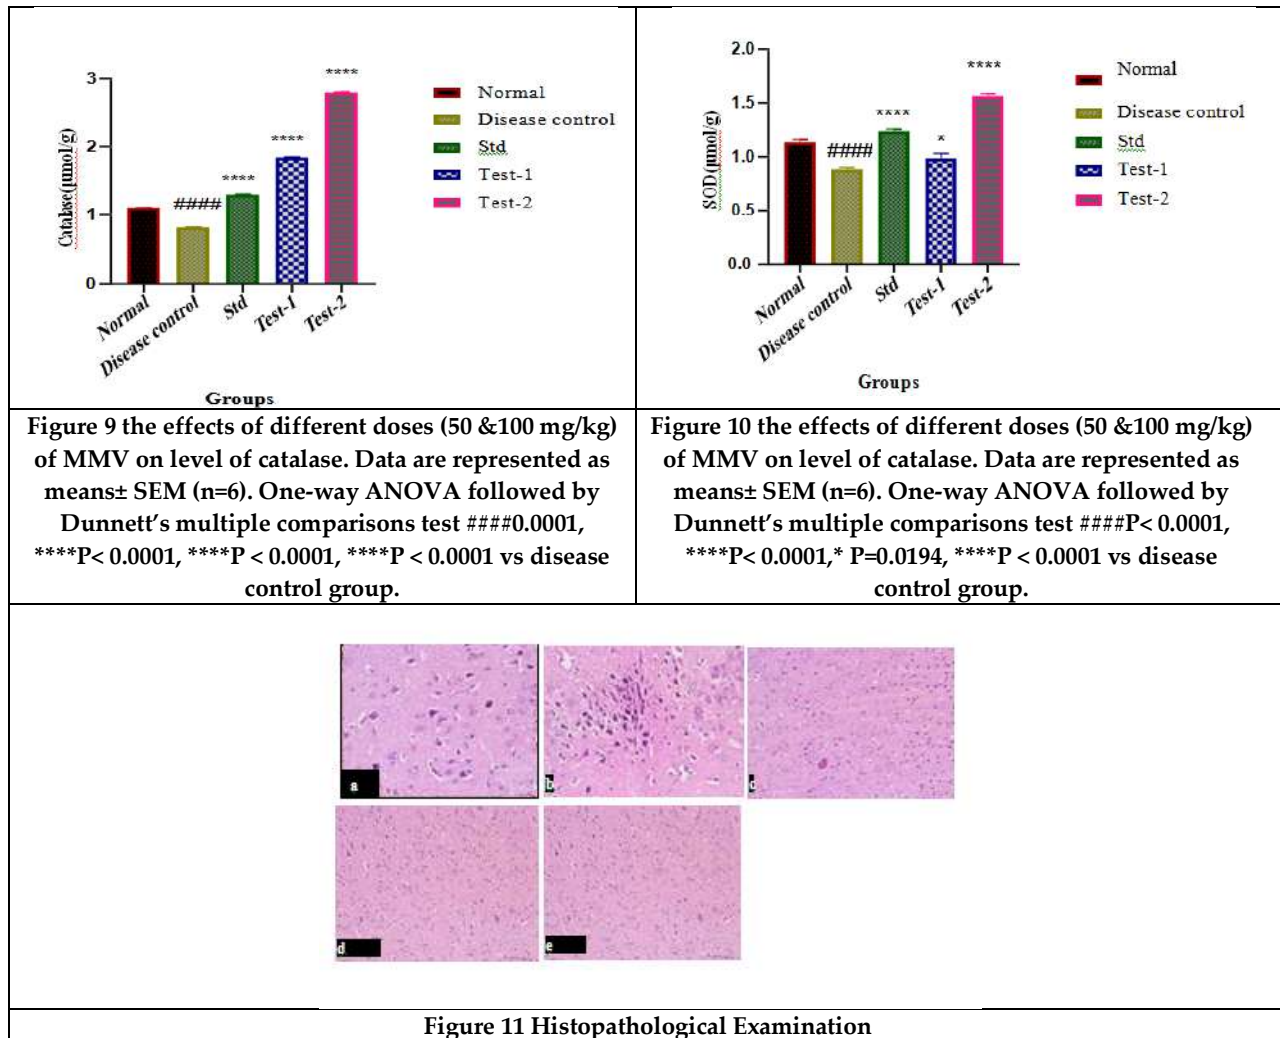 3
2
1
0
Catalase(µmol/g)
****
####
****
****
****
Normal
Disease control
Std
Test-1
Test-2
Normal
Disease control
Std
Test-1
Test-2
Groups
2.0
1.5
1.0
0.5
0.0
SOD(µmol/g)
####
****
*
****
Normal
Disease control
Std
Test-1
Test-2
Normal
Disease control
Std
Test-1
Test-2
Groups
Figure 9 the effects of different doses (50 &100 mg/kg)
of MMV on level of catalase. Data are represented as
means± SEM (n=6). One-way ANOVA followed by
Dunnett’s multiple comparisons test ####0.0001,
****P< 0.0001, ****P < 0.0001, ****P < 0.0001 vs disease
control group.
Figure 10 the effects of different doses (50 &100 mg/kg)
of MMV on level of catalase. Data are represented as
means± SEM (n=6). One-way ANOVA followed by
Dunnett’s multiple comparisons test ####P< 0.0001,
****P< 0.0001,* P=0.0194, ****P < 0.0001 vs disease
control group.
a
b
d
e
Figure 11 Histopathological Examination